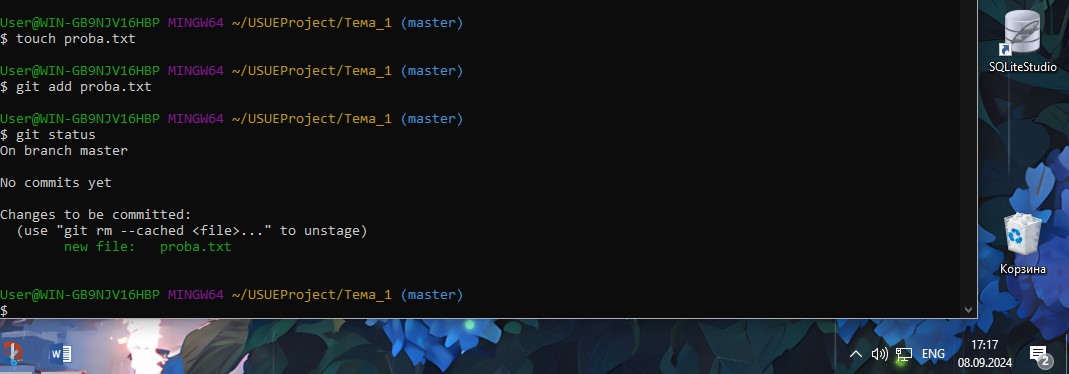 User@WIN-GB9NJV16HBP MINGW64 ~/USUEProject/Тема_1 (master)
$ touch proba.txt
User@WIN-GB9NJV16HBP MINGW64 ~/USUEProject/Тема_1 (master)
$ git add proba.txt
User@WIN-GB9NJV16HBP MINGW64 ~/USUEProject/Тема_1 (master)
$ git status
On branch master
No commits yet
Changes to be committed:
(use "git rm --cached <file>..." to unstage)
new file: proba.txt
User@WIN-GB9NJV16HBP MINGW64 ~/USUEProject/Тема_1 (master)
$
SQLiteStudio
Корзина
W
ENG
17:17
08.09.2024
2